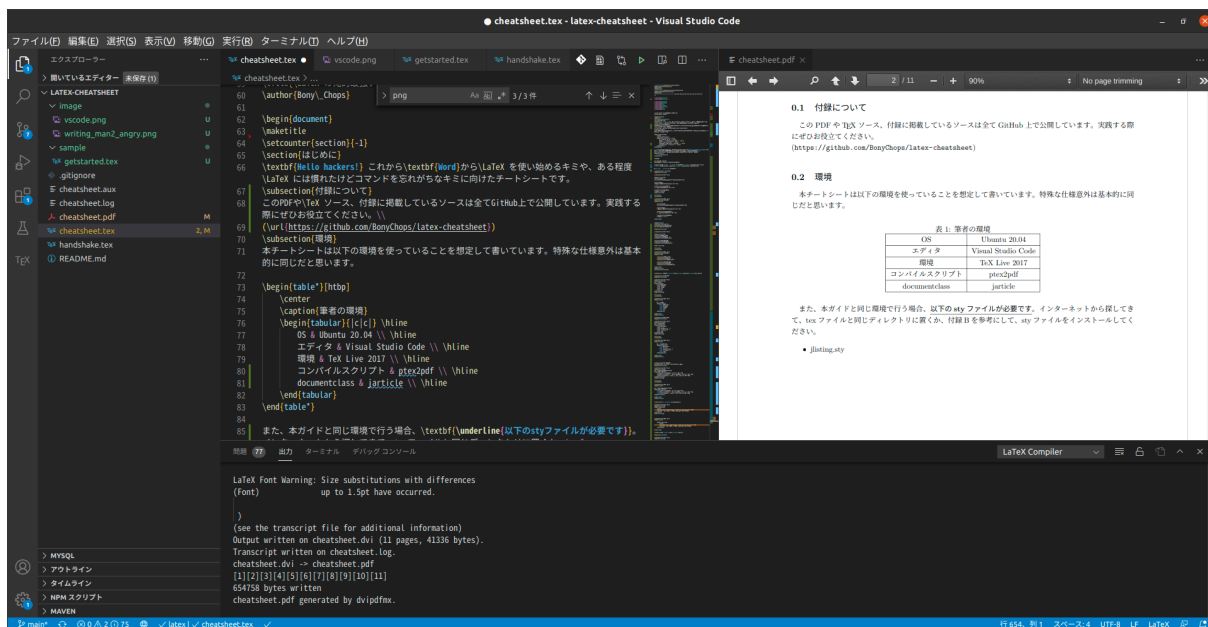 ● cheatsheet.tex - latex-cheatsheet - Visual Studio Code
ファイル(F) 編集(E) 選択(S) 表示(V) 移動(G) 実行(R) ターミナル(T) ヘルプ(H)
エクスプローラー
開いているエディター 未保存(1)
LATEX-CHEATSHEET
image
vscode.png U
writing_man2_angry.png U
sample
getstarted.tex U
.gitignore
cheatsheet.aux
cheatsheet.log
cheatsheet.pdf M
cheatsheet.tex 2, M
handshake.tex
README.md
MYSQL
アウトライン
タイムライン
NPM スクリプト
MAVEN
cheatsheet.tex ● vscode.png getstarted.tex handshake.tex
cheatsheet.tex > ...
png Aa 3/3 件
60 \author{Bony\_Chops}
61
62 \begin{document}
63 \maketitle
64 \setcounter{section}{-1}
65 \section{はじめに}
66 \textbf{Hello hackers!} これから\textbf{Word}から\LaTeX を使い始めるキミや、ある程度
\LaTeX には慣れたけどコマンドを忘れがちなキミに向けたチートシートです。
67 \subsection{付録について}
68 このPDFや\TeX ソース、付録に掲載しているソースは全てGitHub上で公開しています。実践する
際にぜひお役立てください。\\
69 (\url{https://github.com/BonyChops/latex-cheatsheet})
70 \subsection{環境}
71 本チートシートは以下の環境を使っていることを想定して書いています。特殊な仕様意外は基本
的に同じだと思います。
72
73 \begin{table*}[htbp]
74 \center
75 \caption{筆者の環境}
76 \begin{tabular}{|c|c|} \hline
77 OS & Ubuntu 20.04 \\ \hline
78 エディタ & Visual Studio Code \\ \hline
79 環境 & TeX Live 2017 \\ \hline
80 コンパイルスクリプト & ptex2pdf \\ \hline
81 documentclass & jarticle \\ \hline
82 \end{tabular}
83 \end{table*}
84
85 また、本ガイドと同じ環境で行う場合、\textbf{\underline{以下のstyファイルが必要です}}。
cheatsheet.pdf ×
2 / 11 90% No page trimming
0.1 付録について
この PDF や TEX ソース、付録に掲載しているソースは全て GitHub 上で公開しています。実践する際
にぜひお役立てください。
(https://github.com/BonyChops/latex-cheatsheet)
0.2 環境
本チートシートは以下の環境を使っていることを想定して書いています。特殊な仕様意外は基本的に同
じだと思います。
表 1: 筆者の環境
OS Ubuntu 20.04
エディタ Visual Studio Code
環境 TeX Live 2017
コンパイルスクリプト ptex2pdf
documentclass jarticle
また、本ガイドと同じ環境で行う場合、以下の sty ファイルが必要です。インターネットから探してき
て、tex ファイルと同じディレクトリに置くか、付録 B を参考にして、sty ファイルをインストールしてく
ださい。
• jlisting.sty
問題 77 出力 ターミナル デバッグ コンソール
LaTeX Compiler
LaTeX Font Warning: Size substitutions with differences
(Font) up to 1.5pt have occurred.
)
(see the transcript file for additional information)
Output written on cheatsheet.dvi (11 pages, 41336 bytes).
Transcript written on cheatsheet.log.
cheatsheet.dvi -> cheatsheet.pdf
[1][2][3][4][5][6][7][8][9][10][11]
654758 bytes written
cheatsheet.pdf generated by dvipdfmx.
main* 0 2 75 ✓ latex ✓ cheatsheet.tex ✓
行 654、列 1 スペース: 4 UTF-8 LF LaTeX